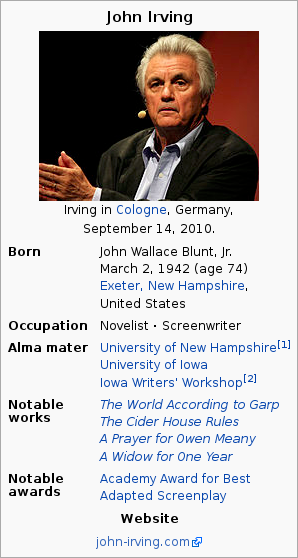 John Irving
Irving in Cologne, Germany,
September 14, 2010.
Born
John Wallace Blunt, Jr.
March 2, 1942 (age 74)
Exeter, New Hampshire,
United States
Occupation
Novelist · Screenwriter
Alma mater
University of New Hampshire[1]
University of Iowa
Iowa Writers' Workshop[2]
Notable
works
The World According to Garp
The Cider House Rules
A Prayer for 0wen Meany
A Widow for 0ne Year
Notable
awards
Academy Award for Best
Adapted Screenplay
Website
john-irving.com